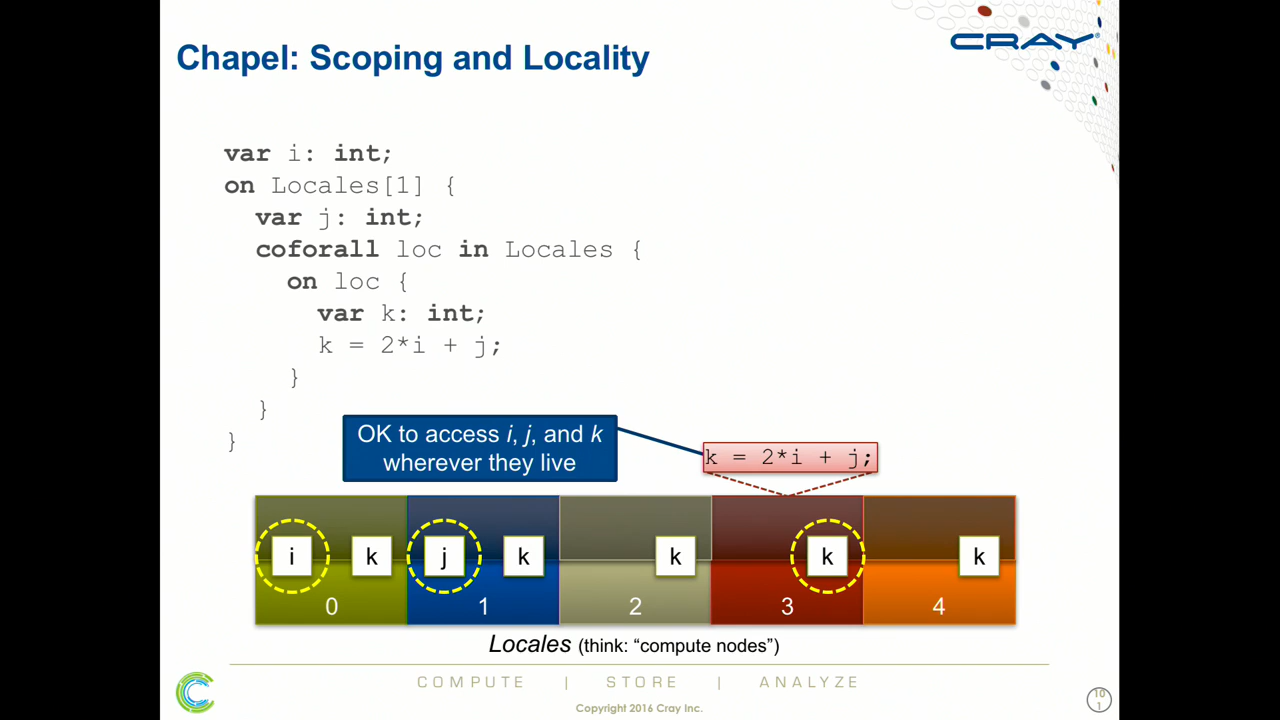 Chapel: Scoping and Locality
CRAY®
var i: int;
on Locales[1] {
var j: int;
coforall loc in Locales {
on loc {
var k: int;
k = 2*i + j;
}
}
}
OK to access i, j, and k
wherever they live
k = 2*i + j;
i k j k k k k
0 1 2 3 4
Locales (think: “compute nodes”)
COMPUTE | STORE | ANALYZE
Copyright 2016 Cray Inc.
10
1